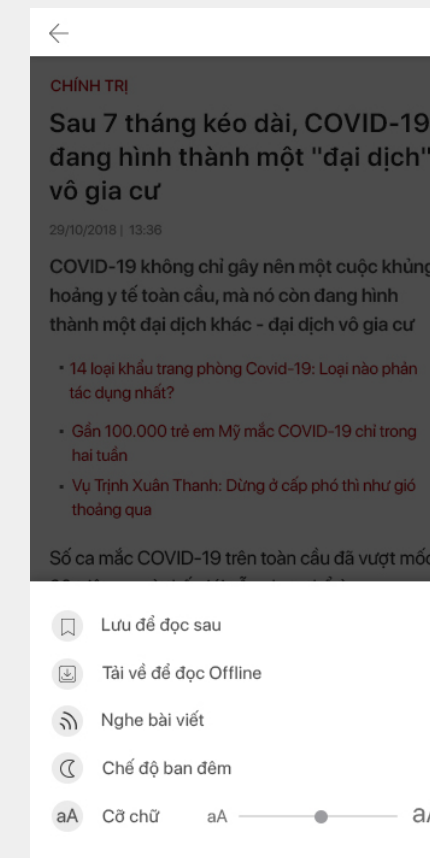 CHÍNH TRỊ
Sau 7 tháng kéo dài, COVID-19
đang hình thành một "đại dịch"
vô gia cư
29/10/2018 | 13:36
COVID-19 không chỉ gây nên một cuộc khủng
hoảng y tế toàn cầu, mà nó còn đang hình
thành một đại dịch khác - đại dịch vô gia cư
14 loại khẩu trang phòng Covid-19: Loại nào phản
tác dụng nhất?
Gần 100.000 trẻ em Mỹ mắc COVID-19 chỉ trong
hai tuần
Vụ Trịnh Xuân Thanh: Dừng ở cấp phó thì như gió
thoảng qua
Số ca mắc COVID-19 trên toàn cầu đã vượt mốc
Lưu để đọc sau
Tải về để đọc Offline
Nghe bài viết
Chế độ ban đêm
aA Cỡ chữ aA aA